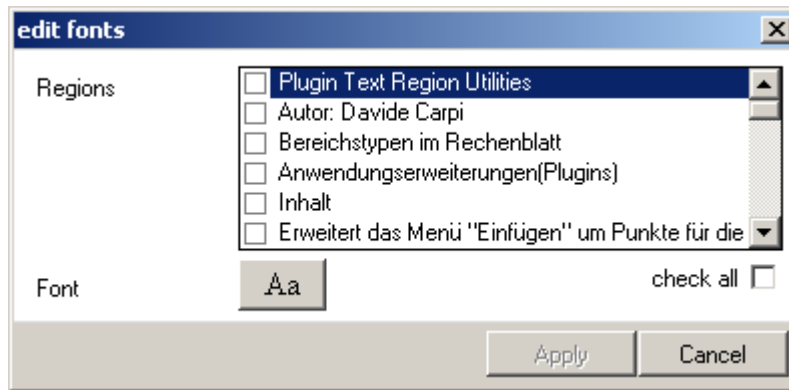 edit fonts
Regions
Plugin Text Region Utilities
Autor: Davide Carpi
Bereichstypen im Rechenblatt
Anwendungserweiterungen(Plugins)
Inhalt
Erweitert das Menü "Einfügen" um Punkte für die
Font
Aa
check all
Apply
Cancel